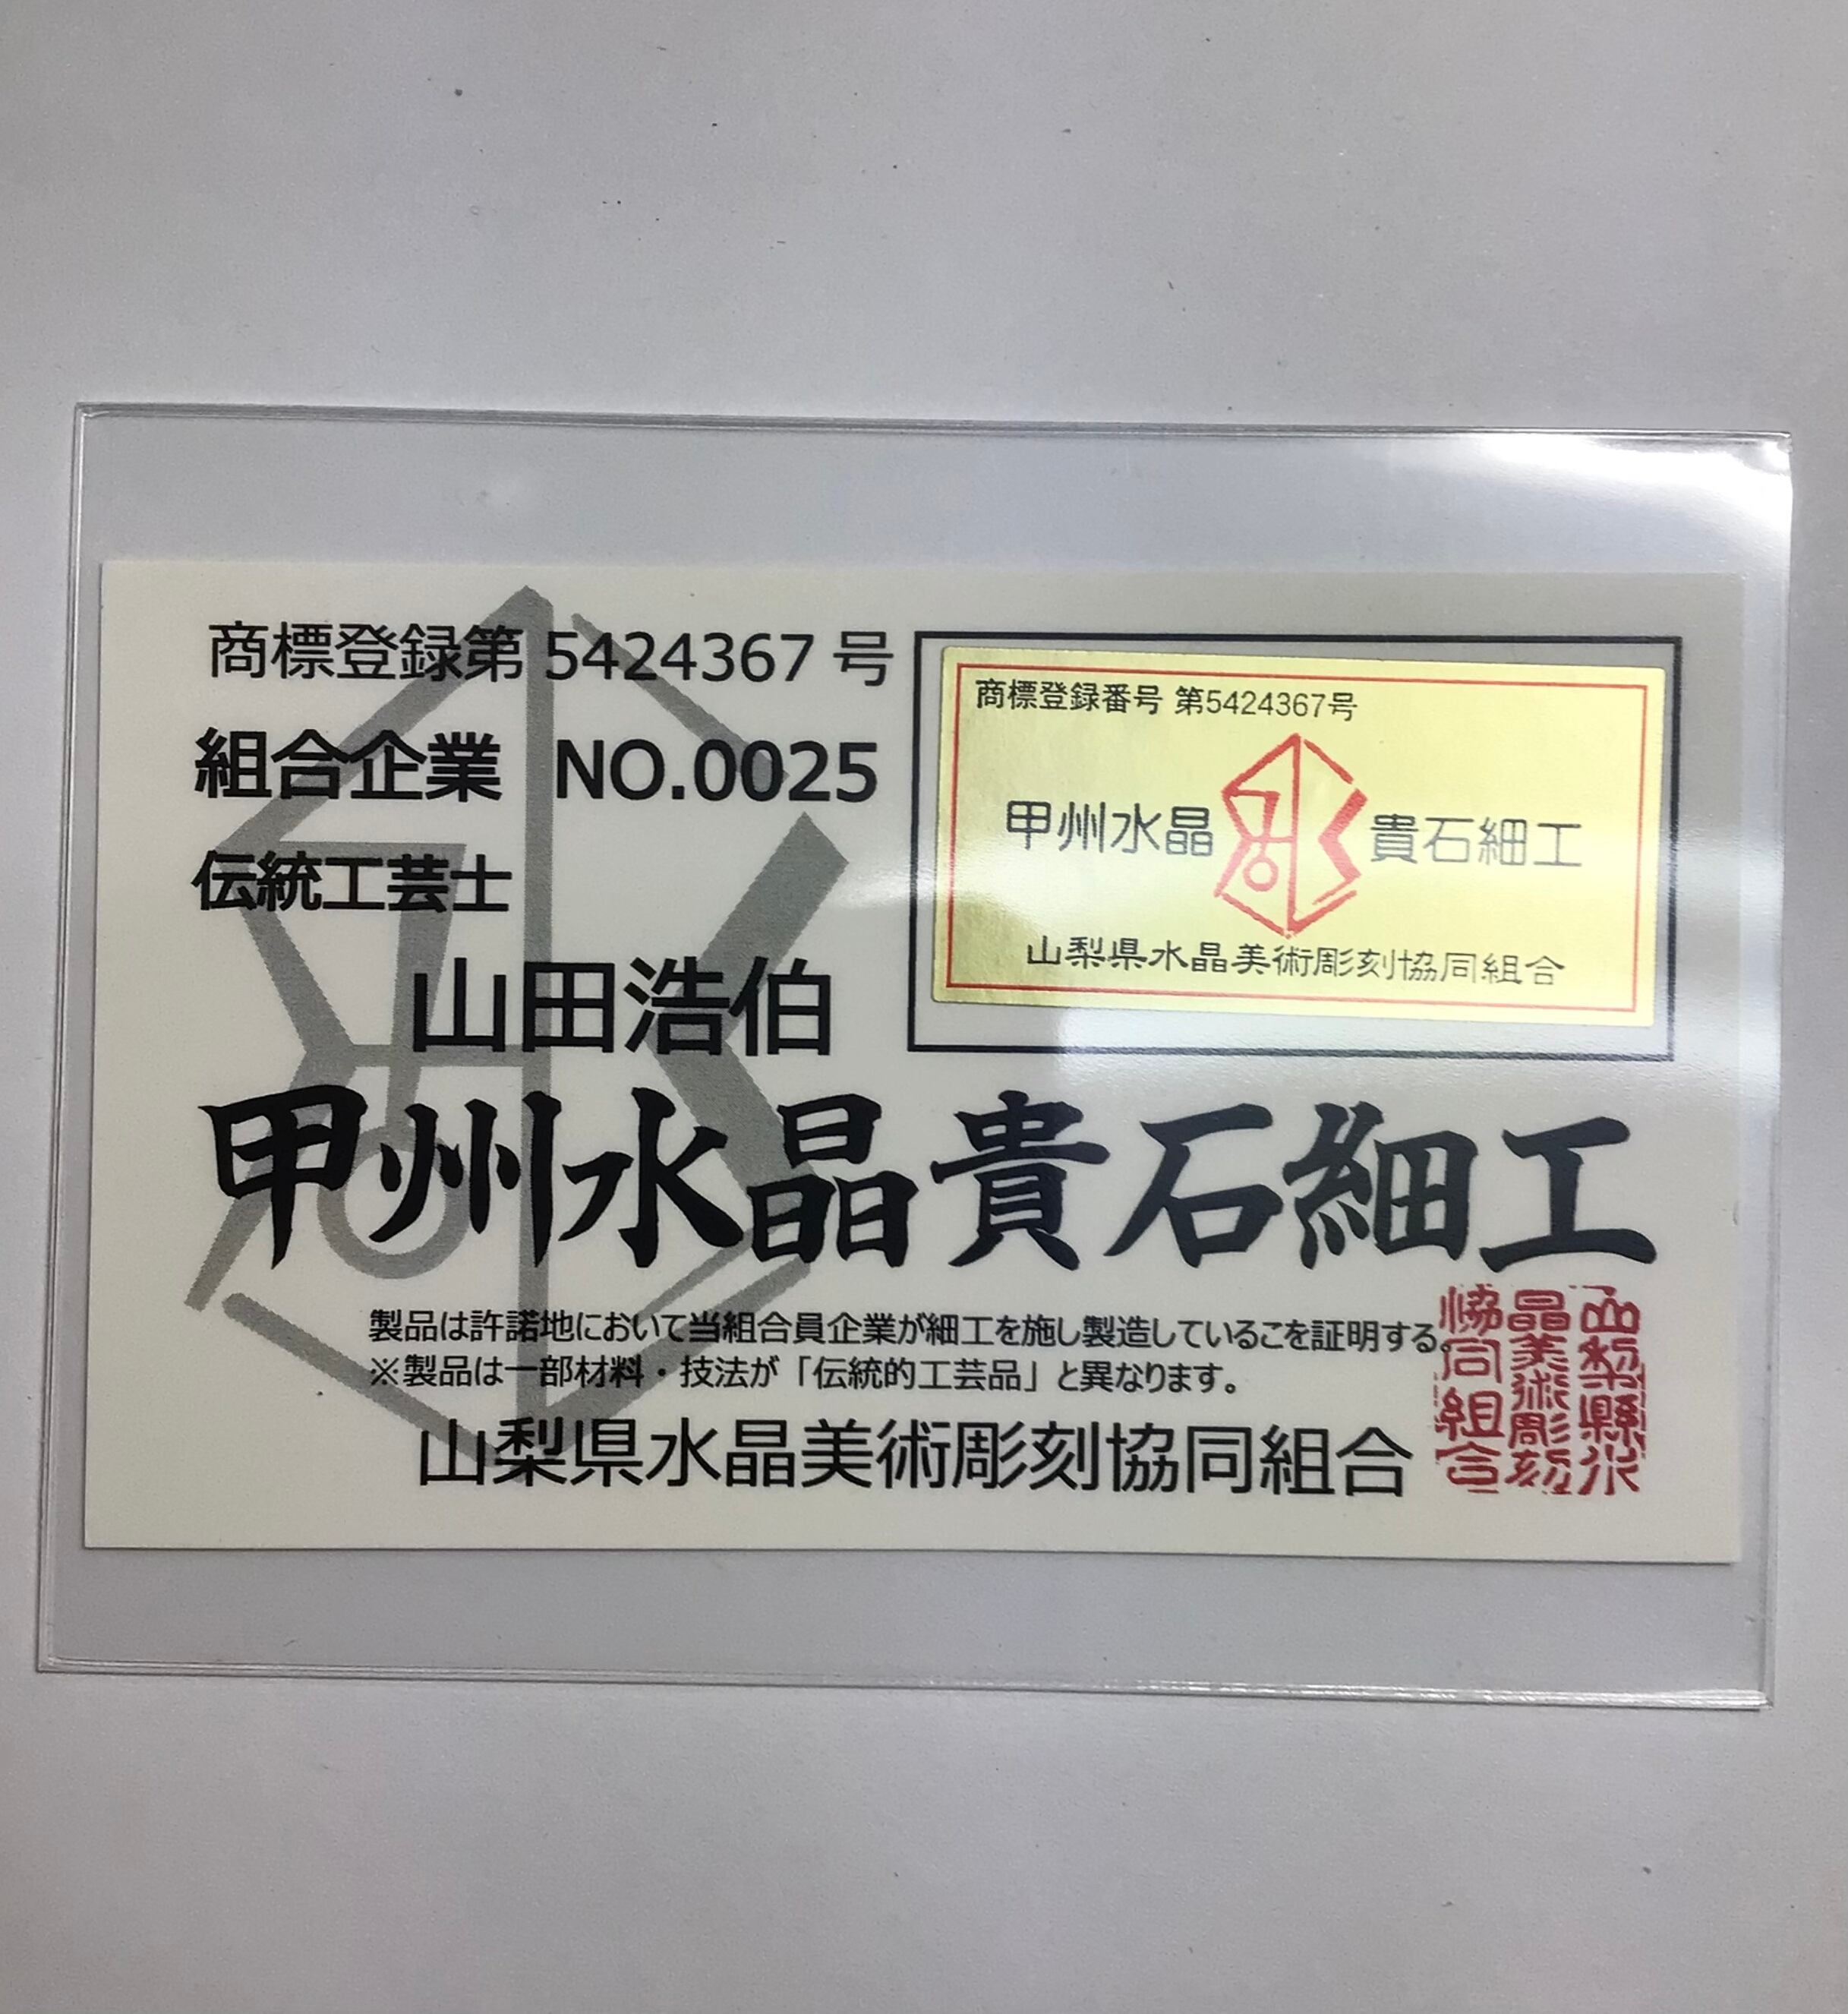 商標登録第 5424367 号
組合企業 NO.0025
伝統工芸士
山田浩伯
商標登録番号 第5424367号
甲州水晶 貴石細工
山梨県水晶美術彫刻協同組合
甲州水晶貴石細工
製品は許諾地において当組合員企業が細工を施し製造しているこを証明する。
※製品は一部材料・技法が「伝統的工芸品」と異なります。
山梨県水晶美術彫刻協同組合
山梨縣水
晶美術彫刻
協同組合